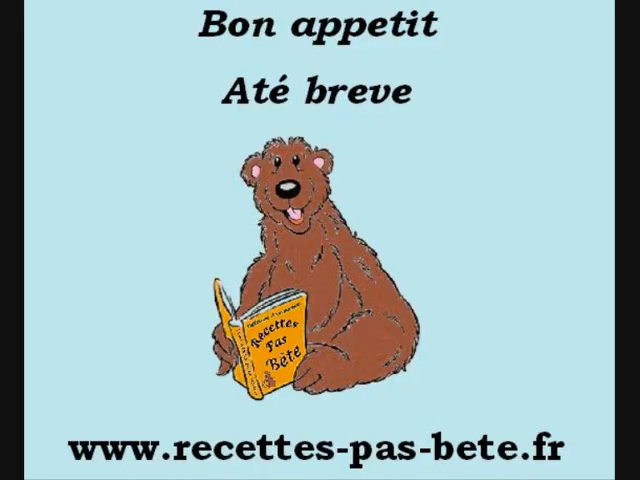 Bon appetit
Até breve
Recettes
Pas
Bête
www.recettes-pas-bete.fr